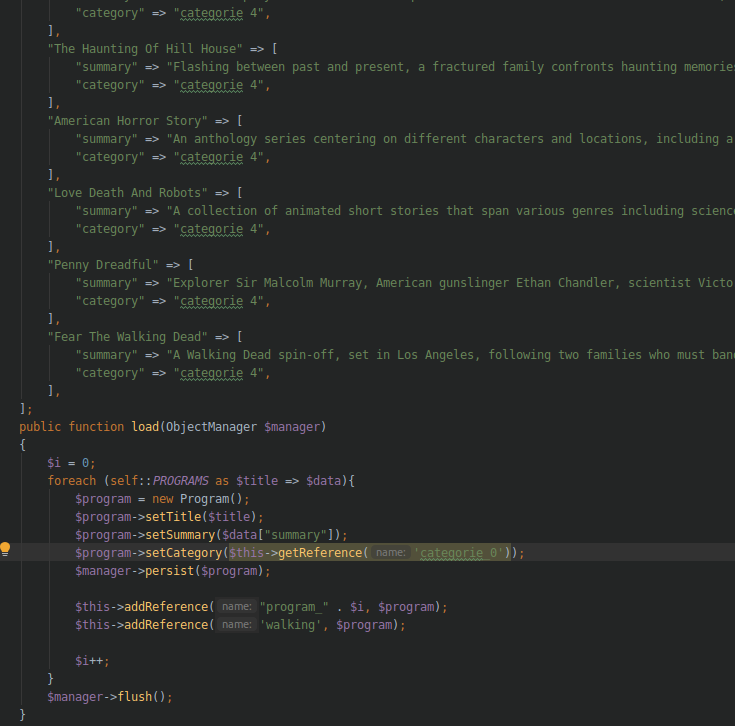 "category" => "categorie 4",
],
"The Haunting Of Hill House" => [
"summary" => "Flashing between past and present, a fractured family confronts haunting memories
"category" => "categorie 4",
],
"American Horror Story" => [
"summary" => "An anthology series centering on different characters and locations, including a
"category" => "categorie 4",
],
"Love Death And Robots" => [
"summary" => "A collection of animated short stories that span various genres including science
"category" => "categorie 4",
],
"Penny Dreadful" => [
"summary" => "Explorer Sir Malcolm Murray, American gunslinger Ethan Chandler, scientist Victo
"category" => "categorie 4",
],
"Fear The Walking Dead" => [
"summary" => "A Walking Dead spin-off, set in Los Angeles, following two families who must ban
"category" => "categorie 4",
],
];
public function load(ObjectManager $manager)
{
$i = 0;
foreach (self::PROGRAMS as $title => $data){
$program = new Program();
$program->setTitle($title);
$program->setSummary($data["summary"]);
$program->setCategory($this->getReference( name: 'categorie_0'));
$manager->persist($program);
$this->addReference( name: "program_" . $i, $program);
$this->addReference( name: 'walking', $program);
$i++;
}
$manager->flush();
}